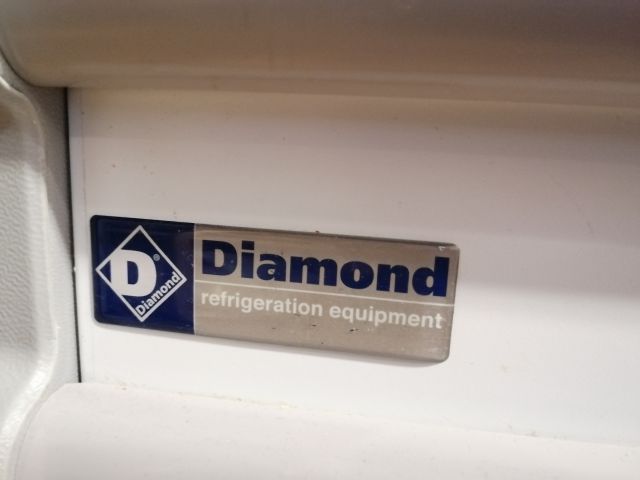 D®
Diamond
Diamond
refrigeration equipment